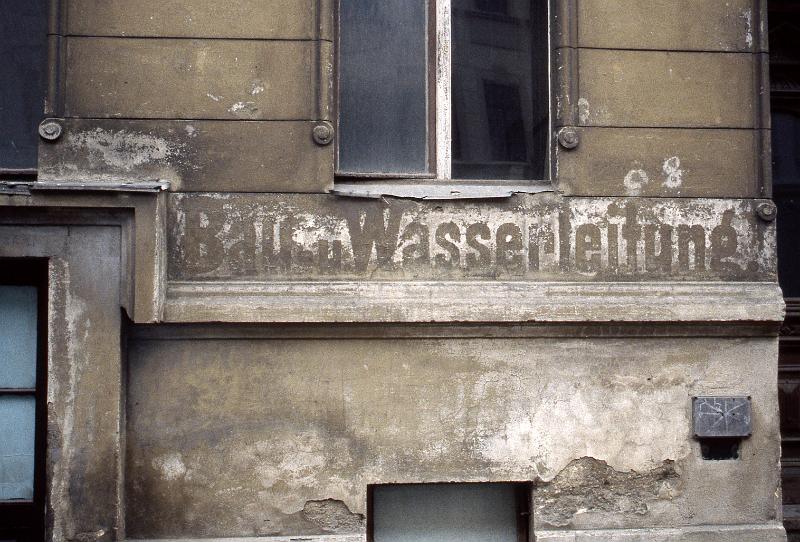 Bau- u. Wasserleitung.